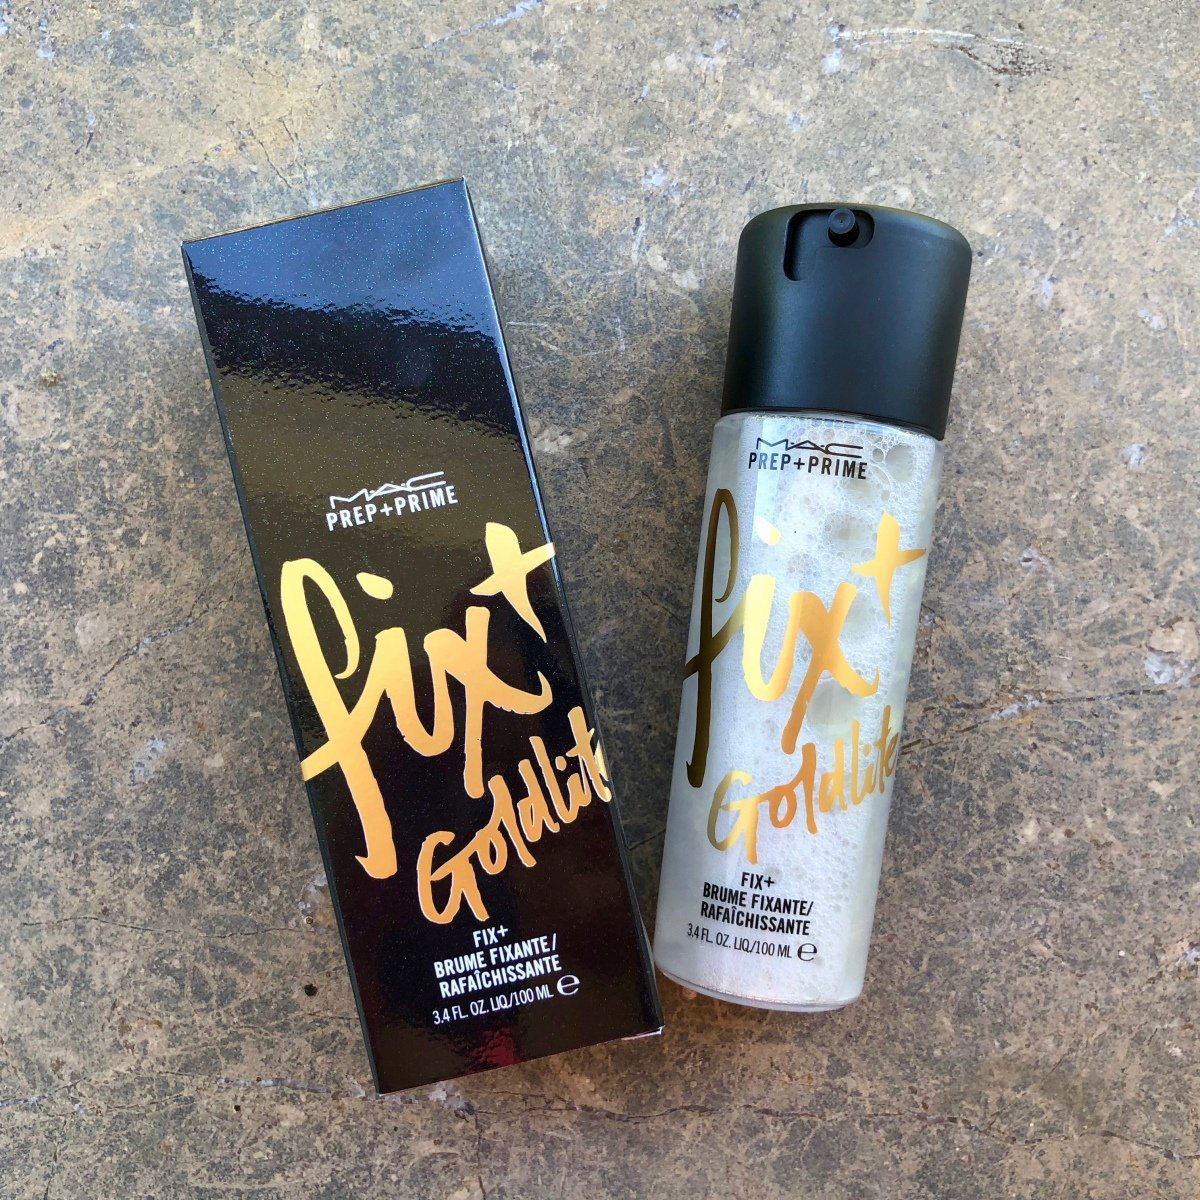 MAC
PREP+PRIME
fix+
Goldlite
FIX+
BRUME FIXANTE/
RAFAÎCHISSANTE
3.4 FL. OZ. LIQ./100 ML ℮
MAC
PREP+PRIME
fix+
Goldlite
FIX+
BRUME FIXANTE/
RAFAÎCHISSANTE
3.4 FL. OZ. LIQ./100 ML ℮